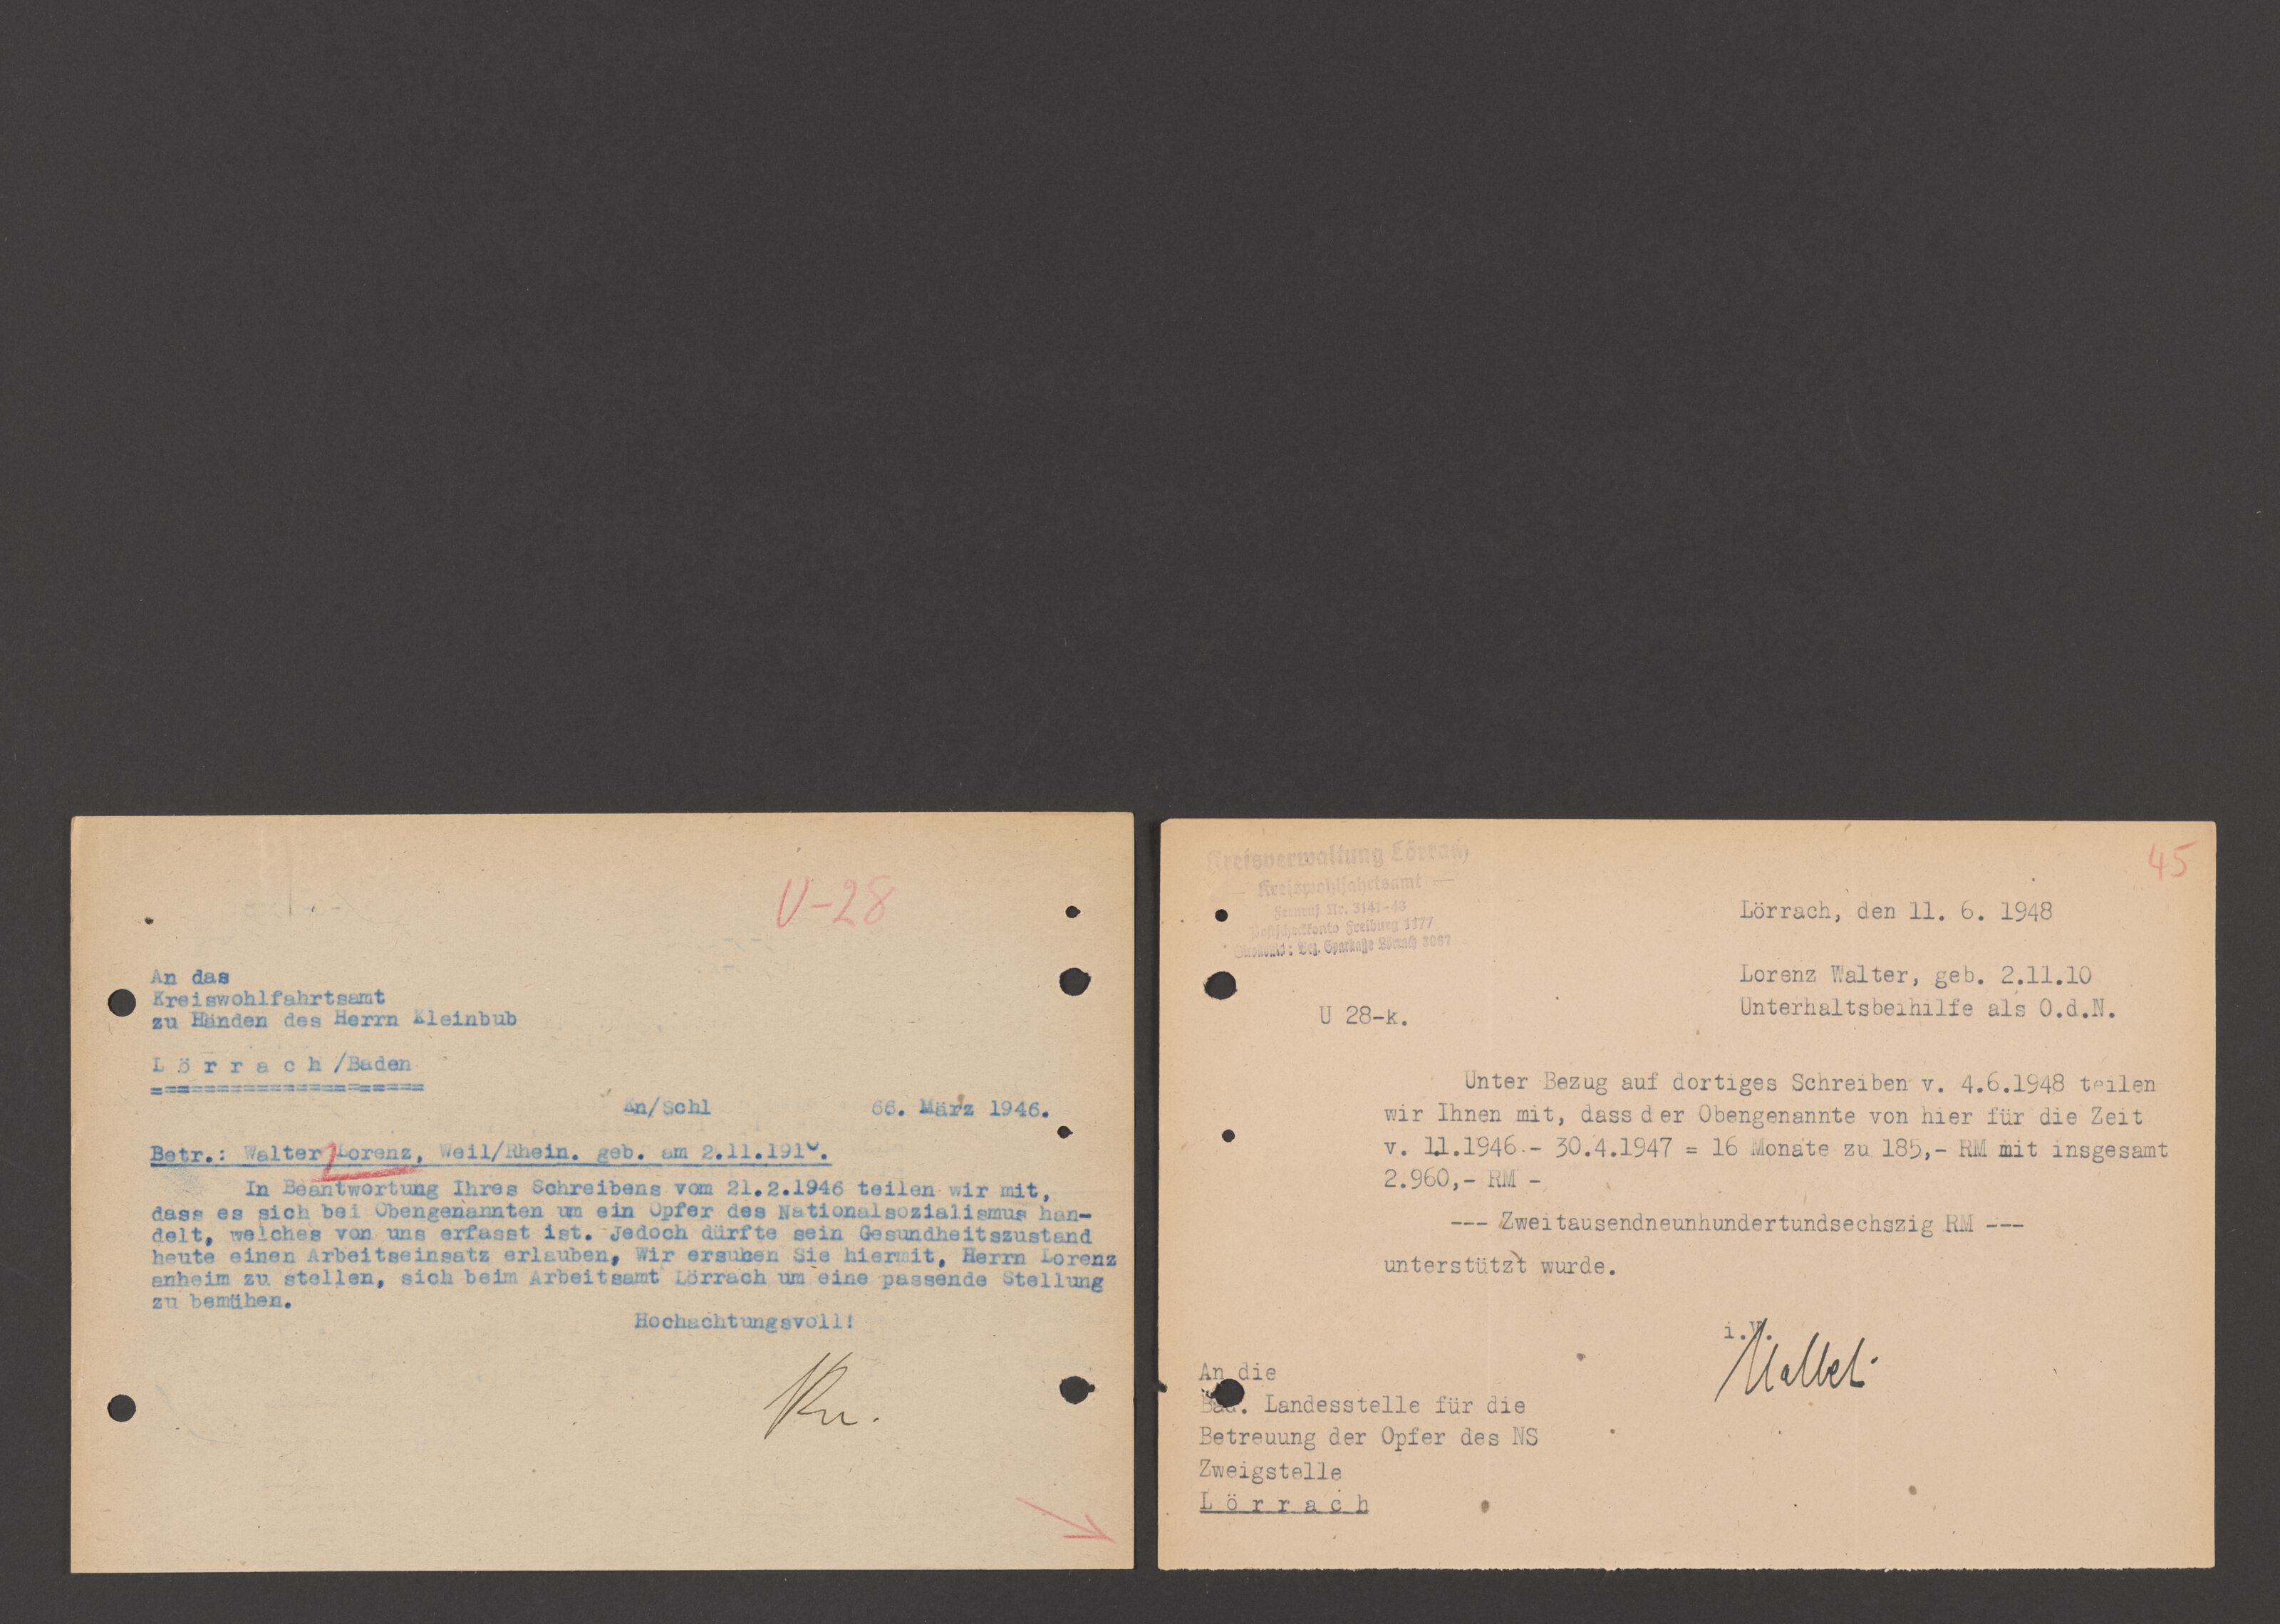 U-28
An das
Kreiswohlfahrtsamt
zu Händen des Herrn Kleinbub
L ö r r a c h /Baden
=======================
Kn/Schl 66. März 1946.
Betr.: Walter Lorenz, Weil/Rhein. geb. am 2.11.1910.
In Beantwortung Ihres Schreibens vom 21.2.1946 teilen wir mit,
dass es sich bei Obengenannten um ein Opfer des Nationalsozialismus han-
delt, welches von uns erfasst ist. Jedoch dürfte sein Gesundheitszustand
heute einen Arbeitseinsatz erlauben, Wir ersuhen Sie hiermit, Herrn Lorenz
anheim zu stellen, sich beim Arbeitsamt Lörrach um eine passende Stellung
zu bemühen.
Hochachtungsvoll!
Kn.
45
Kreisverwaltung Lörrach
— Kreiswohlfahrtsamt —
Fernruf Nr. 3141-43
Postscheckkonto Freiburg 1377
Bez. Sparkasse Lörrach 3087
Lörrach, den 11. 6. 1948
Lorenz Walter, geb. 2.11.10
Unterhaltsbeihilfe als O.d.N.
U 28-k.
Unter Bezug auf dortiges Schreiben v. 4.6.1948 teilen
wir Ihnen mit, dass der Obengenannte von hier für die Zeit
v. 1.1.1946 - 30.4.1947 = 16 Monate zu 185,- RM mit insgesamt
2.960,- RM -
--- Zweitausendneunhundertundsechszig RM ---
unterstützt wurde.
i.V.
An die
Bad. Landesstelle für die
Betreuung der Opfer des NS
Zweigstelle
L ö r r a c h